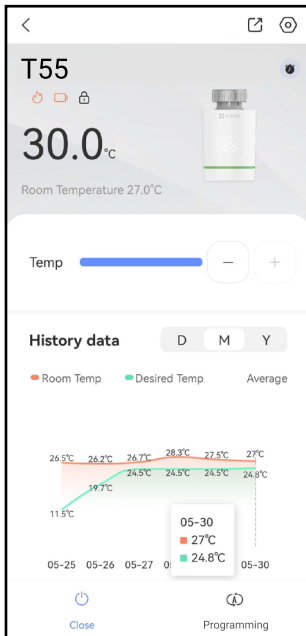 T55
30.0°C
Room Temperature 27.0°C
Temp
History data
D M Y
Room Temp. Desired Temp. Average
26.5℃ 26.2℃ 26.7℃ 28.3℃ 27.5℃ 27℃
11.5℃ 19.7℃ 24.5℃ 24.5℃ 24.5℃ 24.8℃
05-30
27℃
24.8℃
05-25 05-26 05-27 05-30
Close Programming